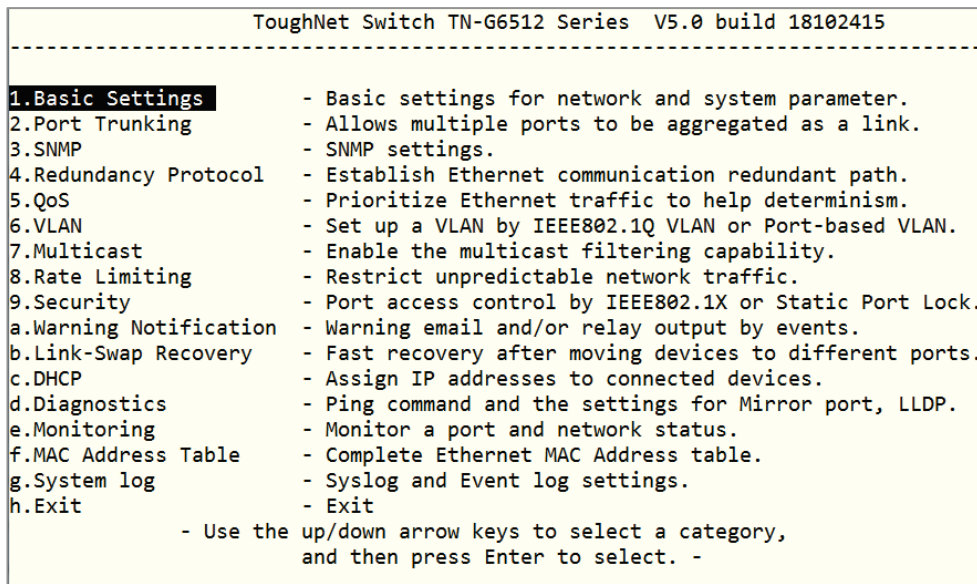 ToughNet Switch TN-G6512 Series  V5.0 build 18102415
--------------------------------------------------------------------------------
1.Basic Settings - Basic settings for network and system parameter.
2.Port Trunking - Allows multiple ports to be aggregated as a link.
3.SNMP - SNMP settings.
4.Redundancy Protocol - Establish Ethernet communication redundant path.
5.QoS - Prioritize Ethernet traffic to help determinism.
6.VLAN - Set up a VLAN by IEEE802.1Q VLAN or Port-based VLAN.
7.Multicast - Enable the multicast filtering capability.
8.Rate Limiting - Restrict unpredictable network traffic.
9.Security - Port access control by IEEE802.1X or Static Port Lock.
a.Warning Notification - Warning email and/or relay output by events.
b.Link-Swap Recovery - Fast recovery after moving devices to different ports.
c.DHCP - Assign IP addresses to connected devices.
d.Diagnostics - Ping command and the settings for Mirror port, LLDP.
e.Monitoring - Monitor a port and network status.
f.MAC Address Table - Complete Ethernet MAC Address table.
g.System log - Syslog and Event log settings.
h.Exit - Exit
- Use the up/down arrow keys to select a category,
and then press Enter to select. -